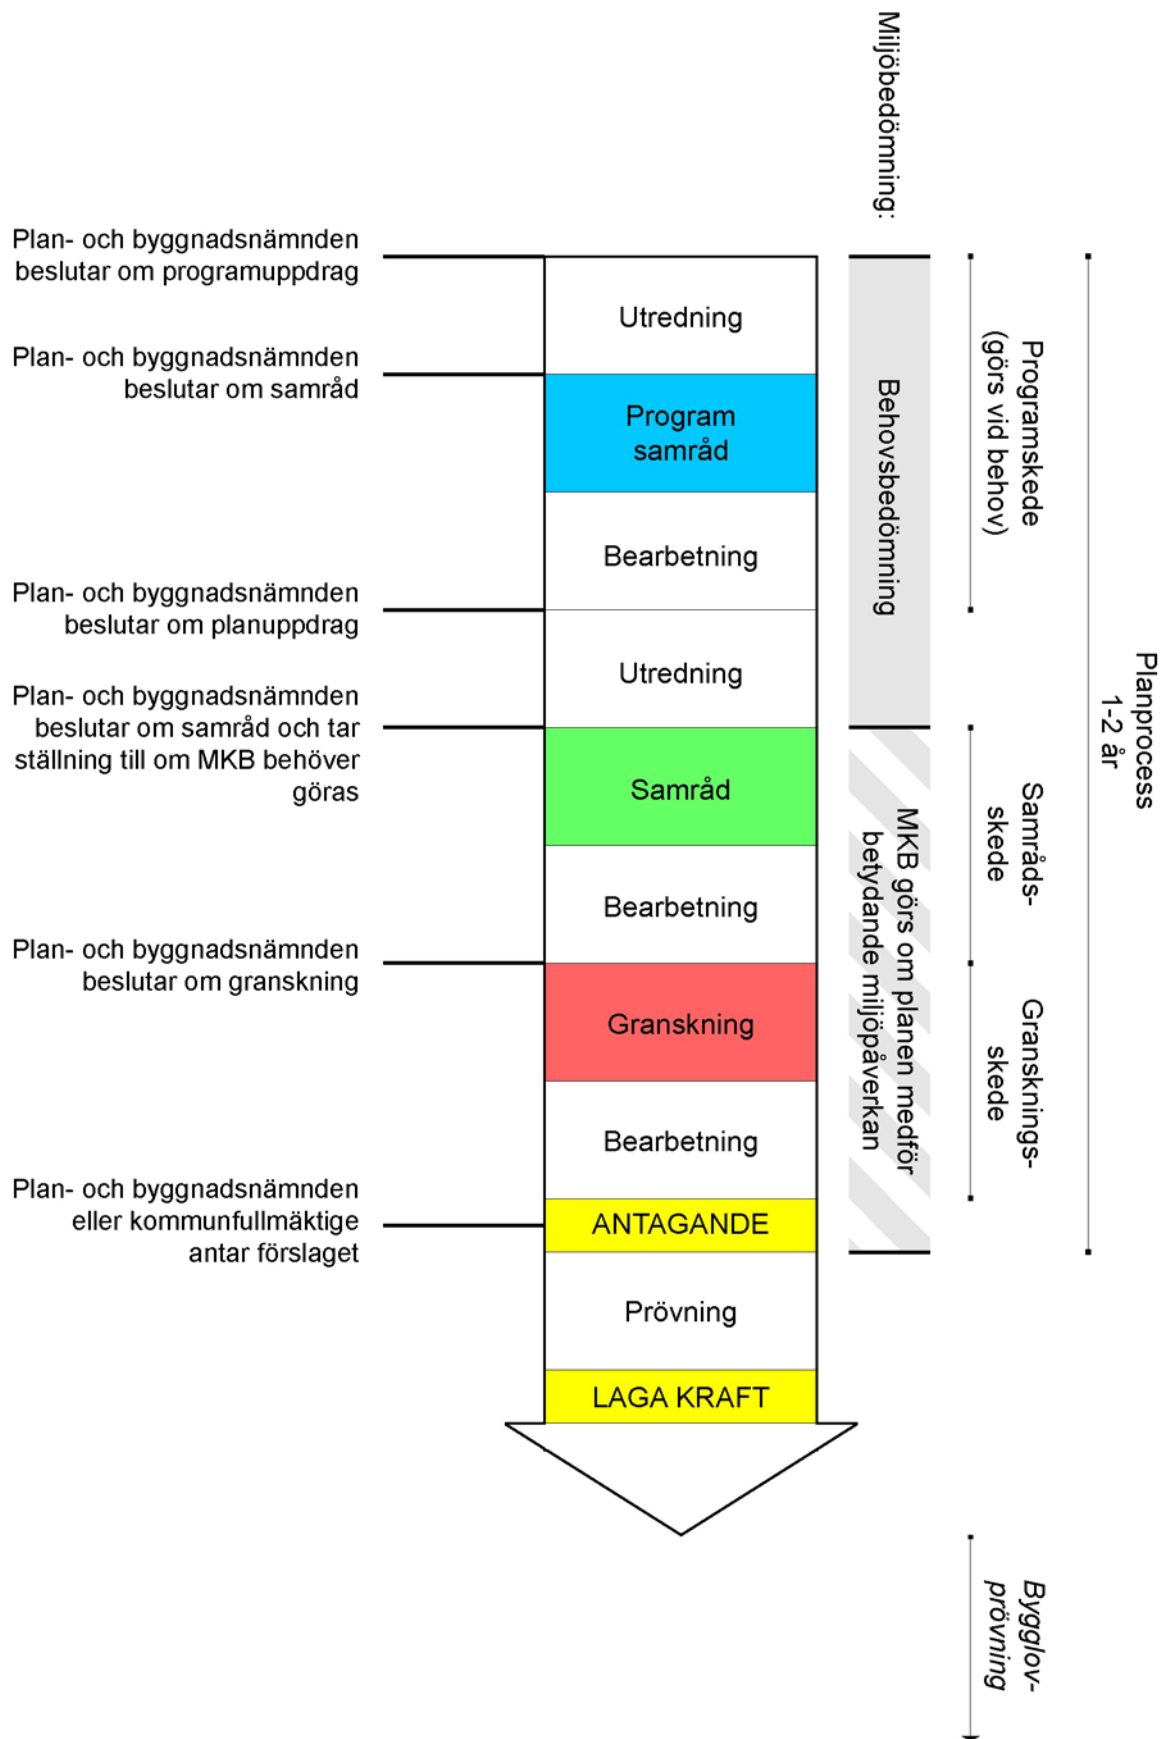 Miljöbedömning:
Plan- och byggnadsnämnden
beslutar om programuppdrag
Plan- och byggnadsnämnden
beslutar om samråd
Plan- och byggnadsnämnden
beslutar om planuppdrag
Plan- och byggnadsnämnden
beslutar om samråd och tar
ställning till om MKB behöver
göras
Plan- och byggnadsnämnden
beslutar om granskning
Plan- och byggnadsnämnden
eller kommunfullmäktige
antar förslaget
Utredning
Program
samråd
Bearbetning
Utredning
Samråd
Bearbetning
Granskning
Bearbetning
ANTAGANDE
Prövning
LAGA KRAFT
Behovsbedömning
MKB görs om planen medför
betydande miljöpåverkan
Programskede
(görs vid behov)
Samråds-
skede
Gransknings-
skede
Planprocess
1-2 år
Bygglov-
prövning